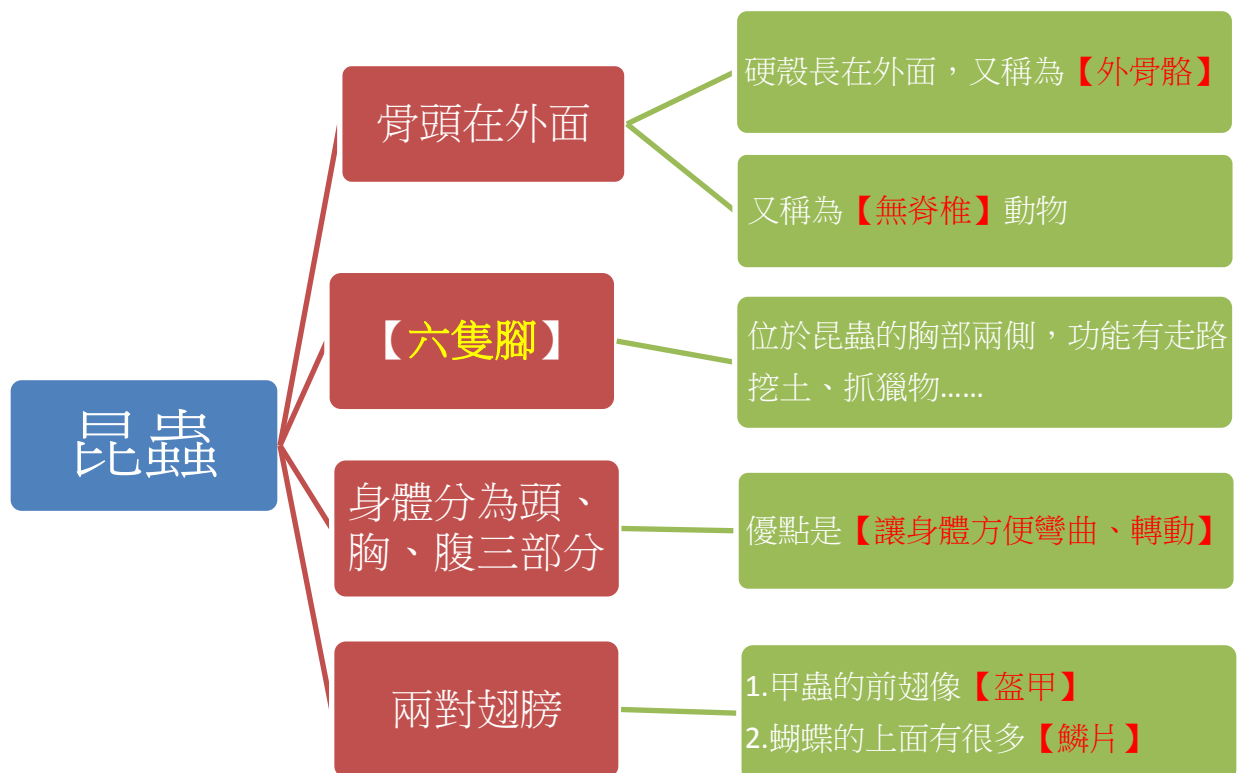 昆蟲
骨頭在外面
硬殼長在外面，又稱為【外骨骼】
又稱為【無脊椎】動物
【六隻腳】
位於昆蟲的胸部兩側，功能有走路
挖土、抓獵物......
身體分為頭、
胸、腹三部分
優點是【讓身體方便彎曲、轉動】
兩對翅膀
1.甲蟲的前翅像【盔甲】
2.蝴蝶的上面有很多【鱗片】